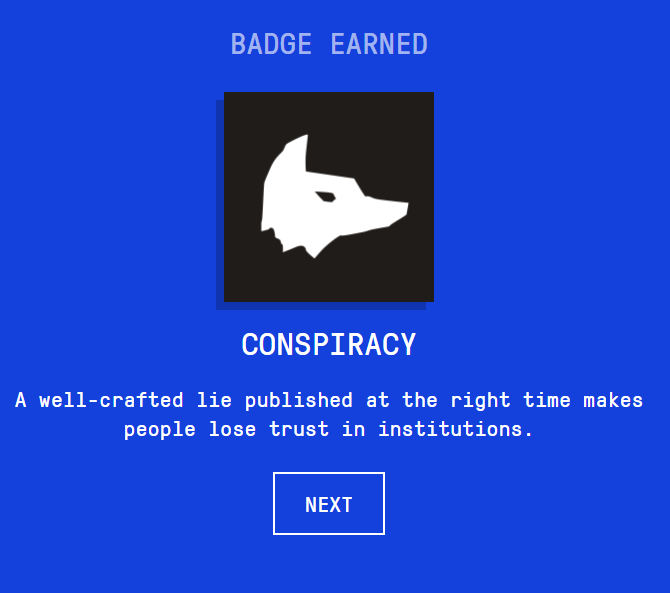 BADGE EARNED
CONSPIRACY
A well-crafted lie published at the right time makes
people lose trust in institutions.
NEXT